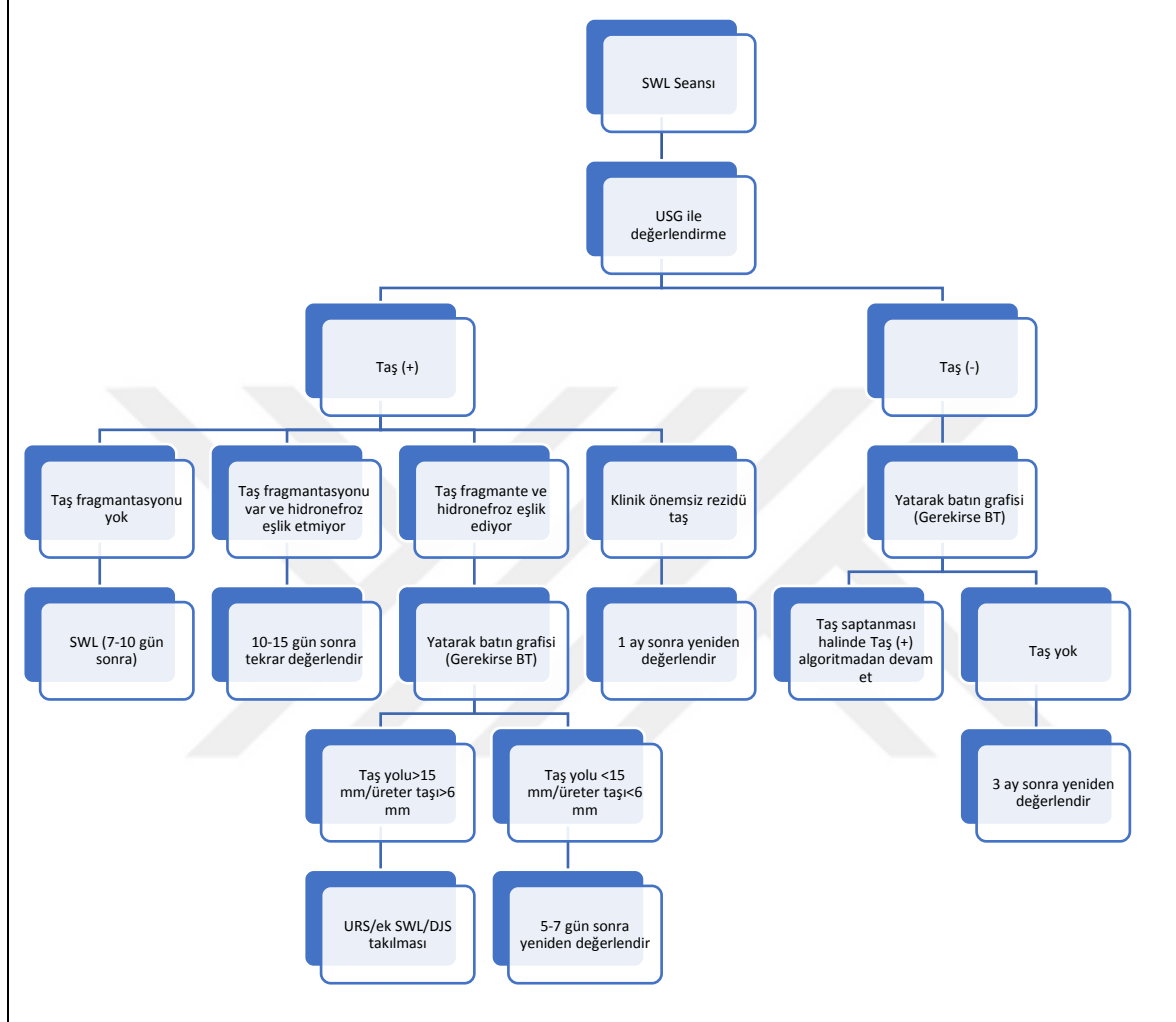 SWL Seansı
USG ile
değerlendirme
Taş (+)
Taş (-)
Taş fragmantasyonu
yok
Taş fragmantasyonu
var ve hidronefroz
eşlik etmiyor
Taş fragmante ve
hidronefroz eşlik
ediyor
Klinik önemsiz rezidü
taş
Yatarak batın grafisi
(Gerekirse BT)
SWL (7-10 gün
sonra)
10-15 gün sonra
tekrar değerlendir
Yatarak batın grafisi
(Gerekirse BT)
1 ay sonra yeniden
değerlendir
Taş saptanması
halinde Taş (+)
algoritmadan devam
et
Taş yok
Taş yolu>15
mm/üreter taşı>6
mm
Taş yolu <15
mm/üreter taşı<6
mm
3 ay sonra yeniden
değerlendir
URS/ek SWL/DJS
takılması
5-7 gün sonra
yeniden değerlendir